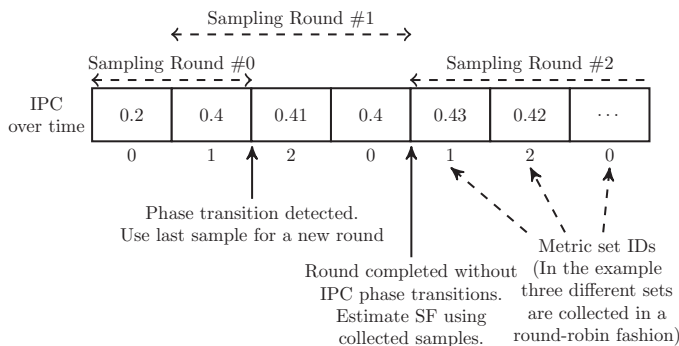 Sampling Round #1
Sampling Round #0
Sampling Round #2
IPC
over time
0.2 0.4 0.41 0.4 0.43 0.42 ···
0 1 2 0 1 2 0
Phase transition detected.
Use last sample for a new round
Round completed without
IPC phase transitions.
Estimate SF using
collected samples.
Metric set IDs
(In the example
three different sets
are collected in a
round-robin fashion)